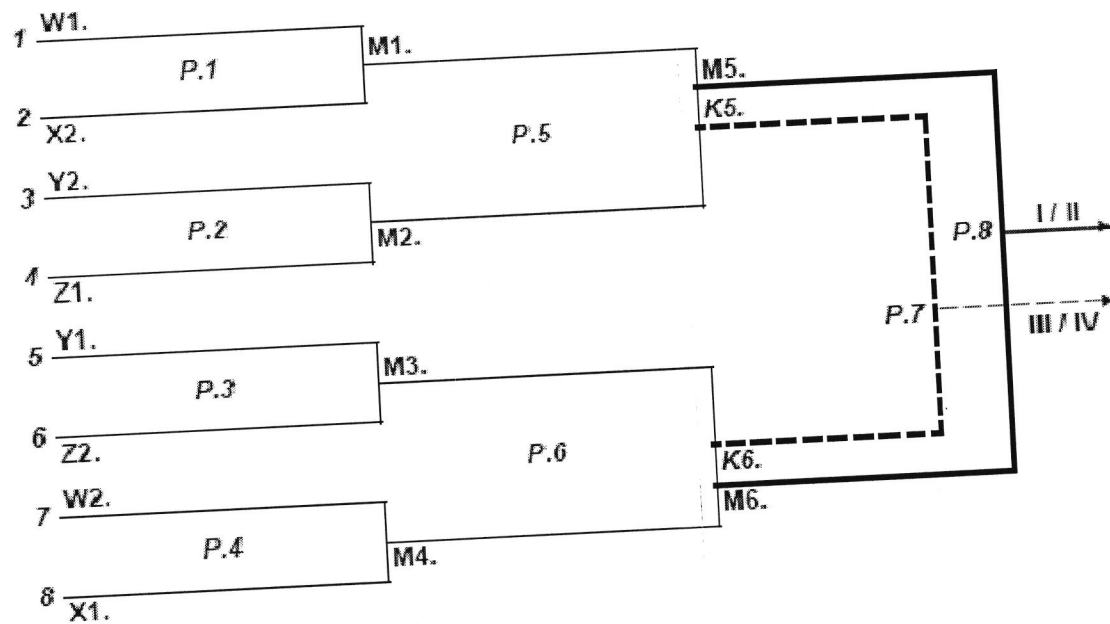 1 W1.
P.1
M1.
2 X2.
3 Y2.
P.2
M2.
4 Z1.
5 Y1.
P.3
M3.
6 Z2.
7 W2.
P.4
M4.
8 X1.
P.5
M5.
K5.
P.6
K6.
M6.
P.7
P.8
I / II
III / IV